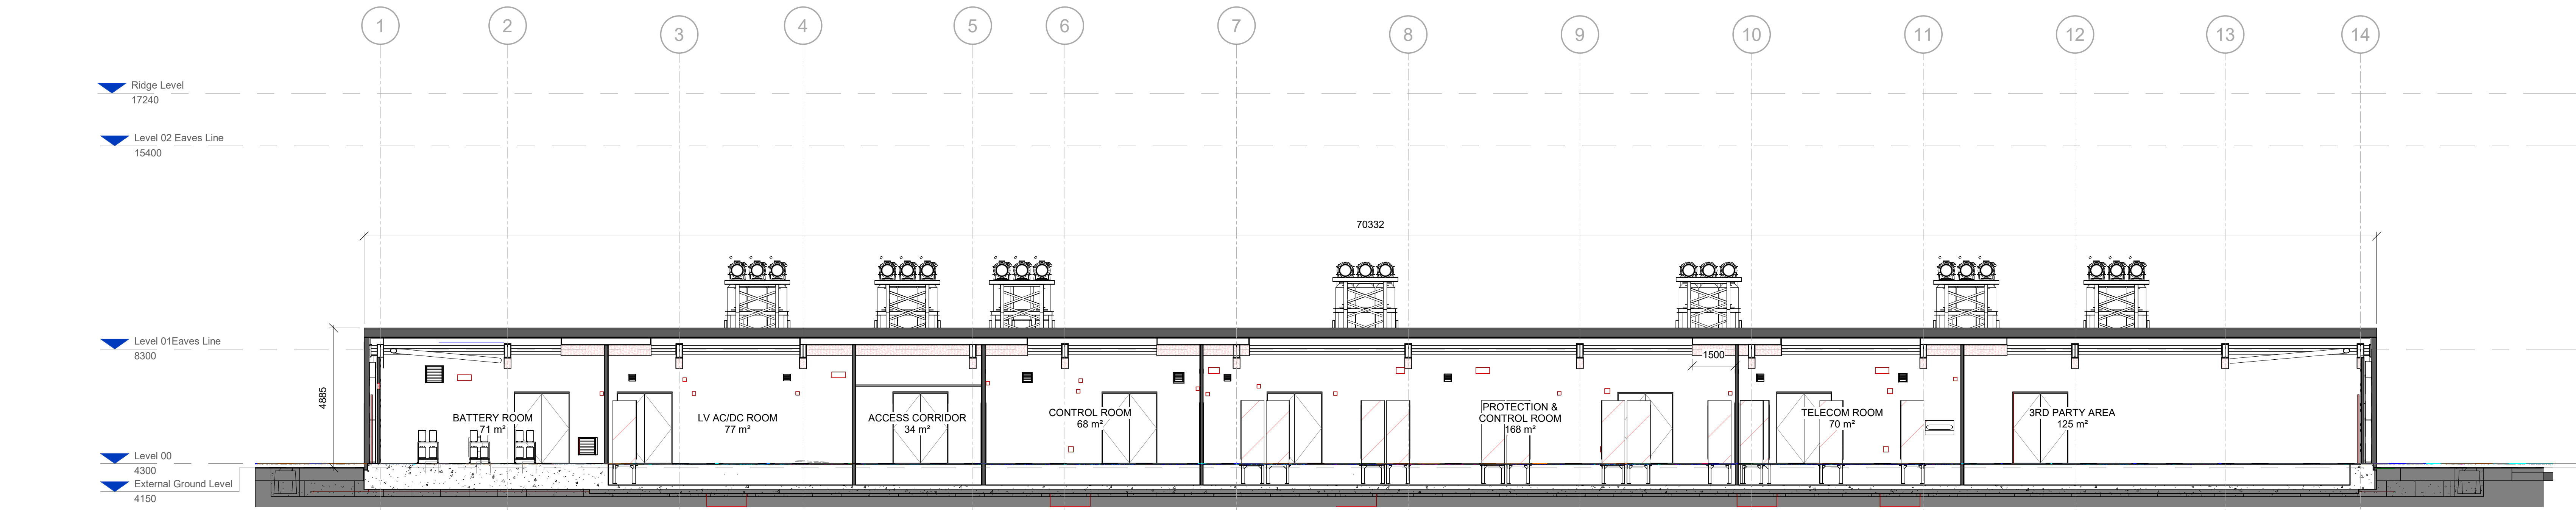 1
2
3
4
5
6
7
8
9
10
11
12
13
14
Ridge Level
17240
Level 02 Eaves Line
15400
70332
Level 01Eaves Line
8300
1500
4885
BATTERY ROOM
71 m²
LV AC/DC ROOM
77 m²
ACCESS CORRIDOR
34 m²
CONTROL ROOM
68 m²
PROTECTION &
CONTROL ROOM
168 m²
TELECOM ROOM
70 m²
3RD PARTY AREA
125 m²
Level 00
4300
External Ground Level
4150